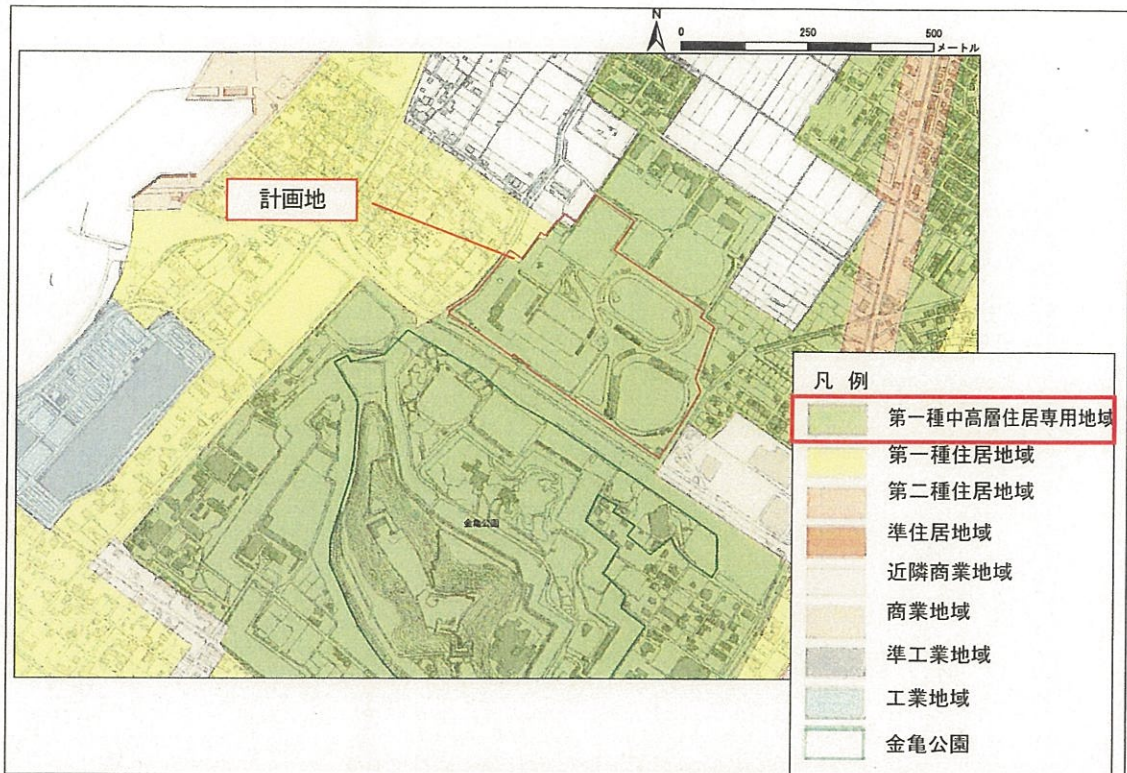 N
0 250 500
メートル
計画地
金亀公園
凡 例
第一種中高層住居専用地域
第一種住居地域
第二種住居地域
準住居地域
近隣商業地域
商業地域
準工業地域
工業地域
金亀公園